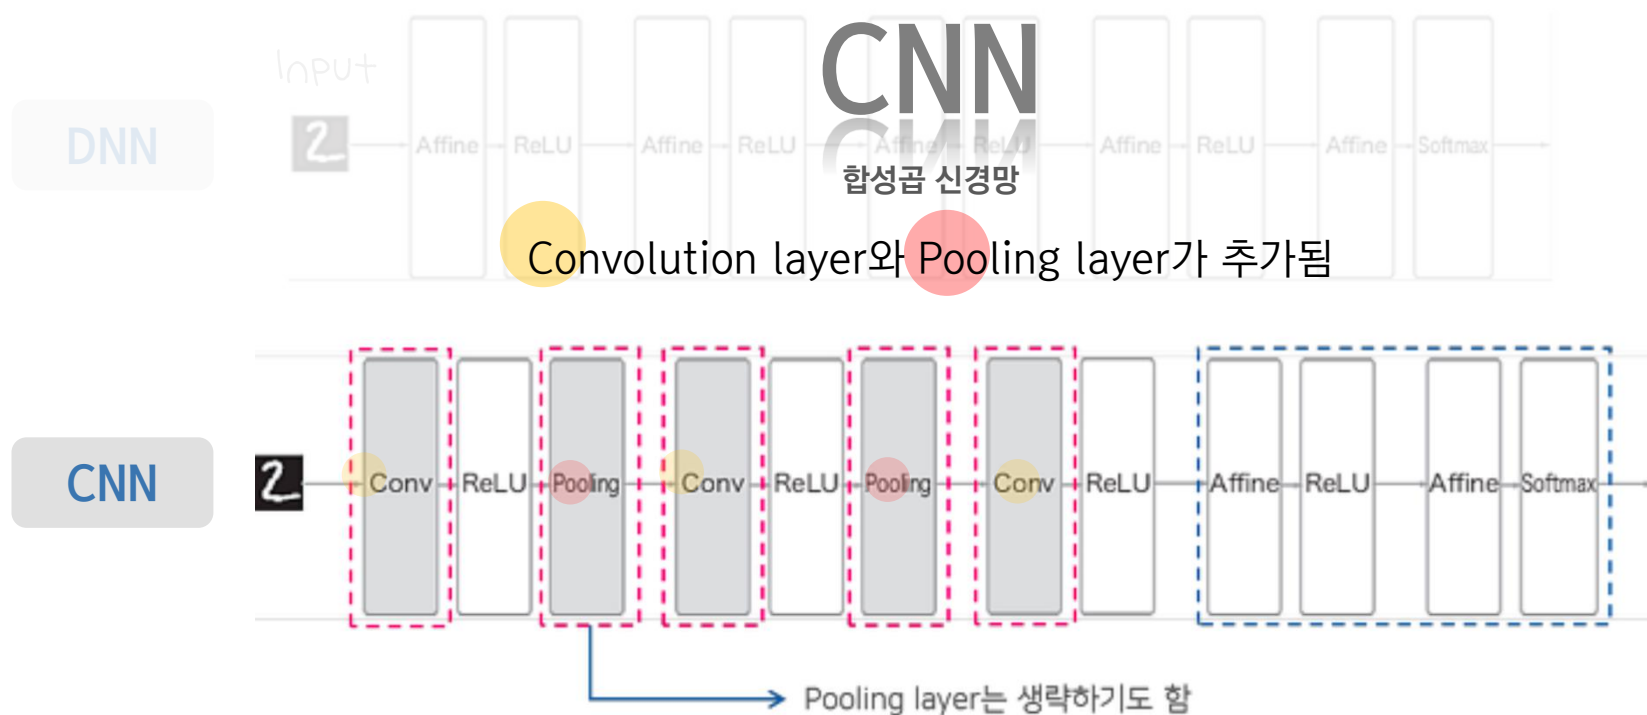 CNN
Input
DNN
2 Affine ReLU Affine ReLU Affine ReLU Affine ReLU Affine Softmax
합성곱 신경망
Convolution layer와 Pooling layer가 추가됨
CNN
2 Conv ReLU Pooling Conv ReLU Pooling Conv ReLU Affine ReLU Affine Softmax
Pooling layer는 생략하기도 함